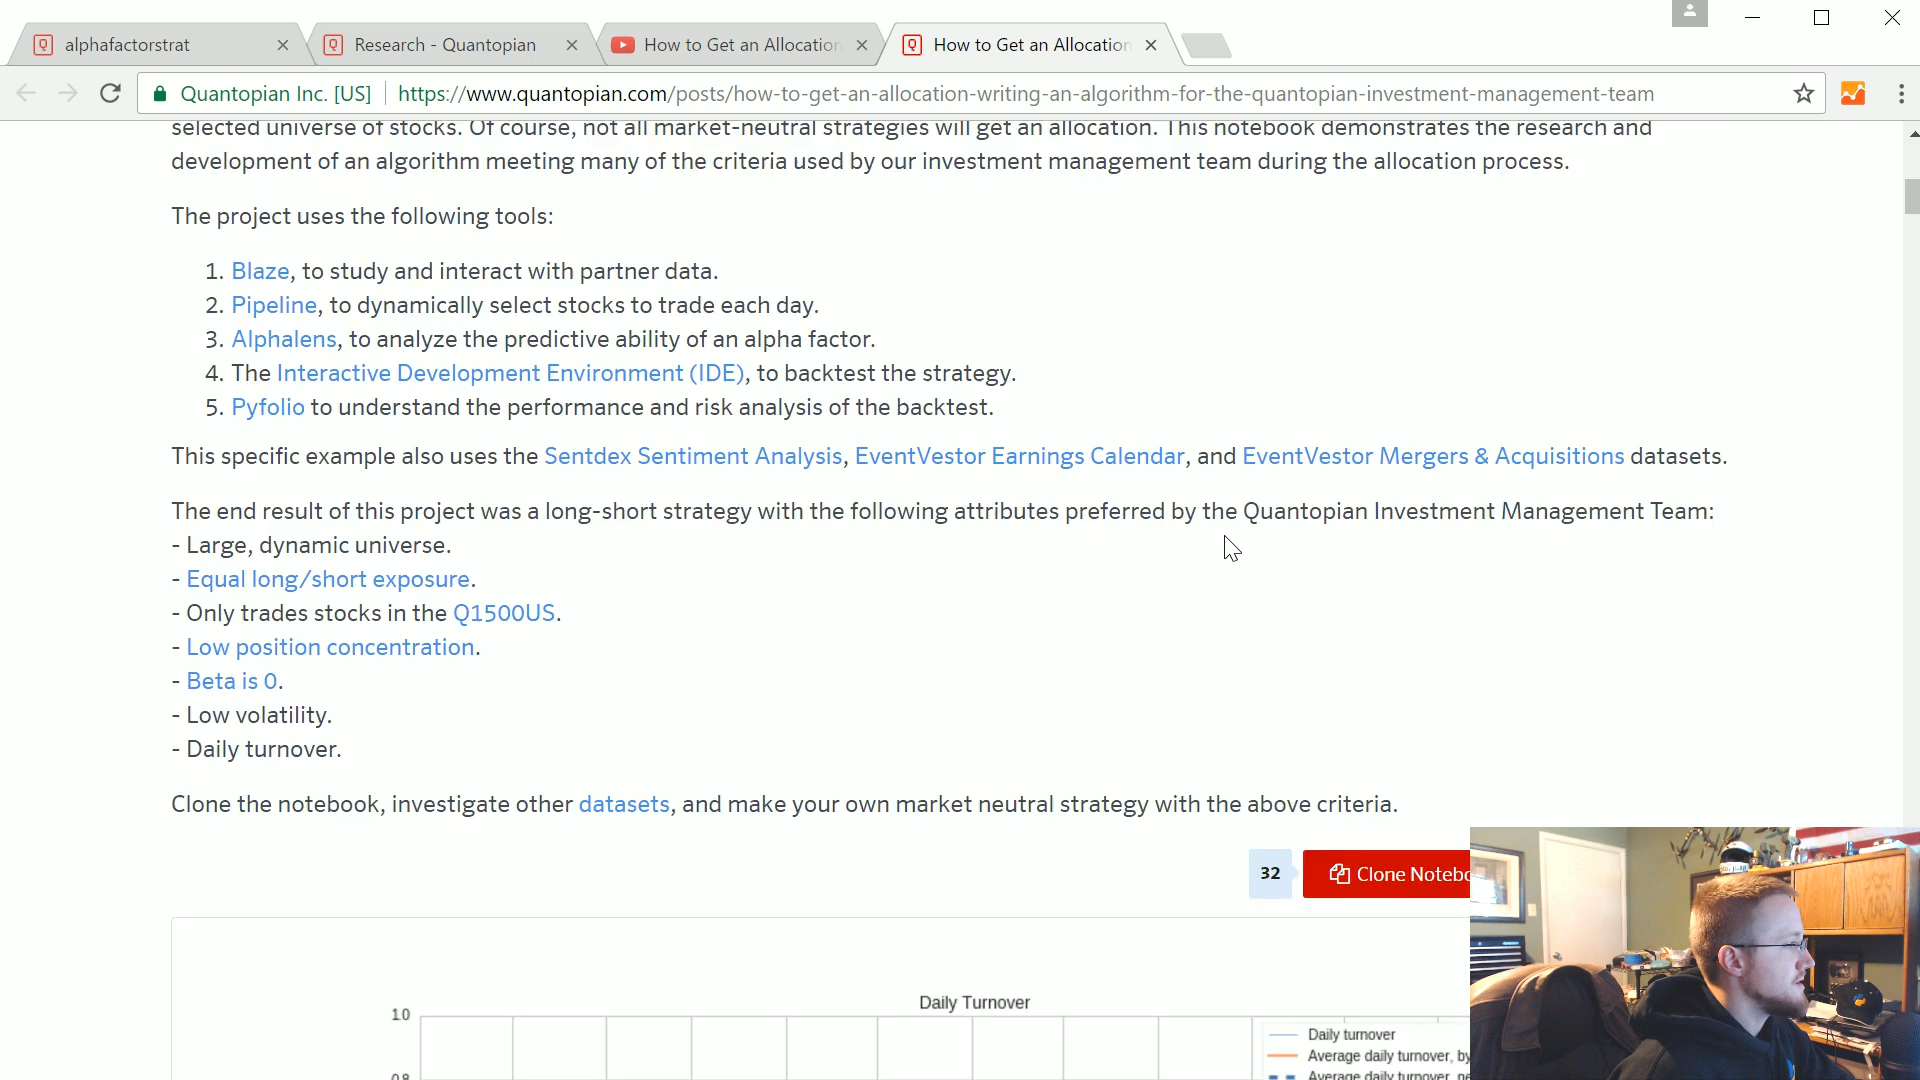 alphafactorstrat
Research - Quantopian
How to Get an Allocation
How to Get an Allocation
Quantopian Inc. [US]
https://www.quantopian.com/posts/how-to-get-an-allocation-writing-an-algorithm-for-the-quantopian-investment-management-team
selected universe of stocks. Of course, not all market-neutral strategies will get an allocation. This notebook demonstrates the research and
development of an algorithm meeting many of the criteria used by our investment management team during the allocation process.
The project uses the following tools:
1. Blaze, to study and interact with partner data.
2. Pipeline, to dynamically select stocks to trade each day.
3. Alphalens, to analyze the predictive ability of an alpha factor.
4. The Interactive Development Environment (IDE), to backtest the strategy.
5. Pyfolio to understand the performance and risk analysis of the backtest.
This specific example also uses the Sentdex Sentiment Analysis, EventVestor Earnings Calendar, and EventVestor Mergers & Acquisitions datasets.
The end result of this project was a long-short strategy with the following attributes preferred by the Quantopian Investment Management Team:
- Large, dynamic universe.
- Equal long/short exposure.
- Only trades stocks in the Q1500US.
- Low position concentration.
- Beta is 0.
- Low volatility.
- Daily turnover.
Clone the notebook, investigate other datasets, and make your own market neutral strategy with the above criteria.
32
Clone Notebo
Daily Turnover
1.0
Daily turnover
Average daily turnover, by
0.8
Average daily turnover, ne